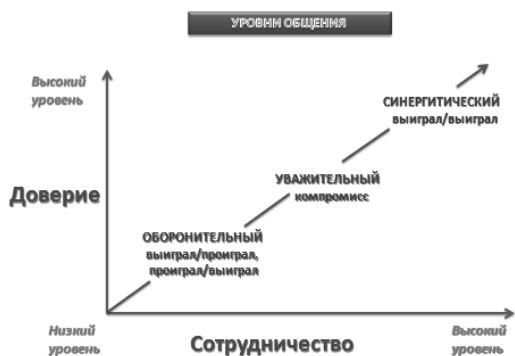 УРОВНИ ОБЩЕНИЯ
Высокий
уровень
СИНЕРГИТИЧЕСКИЙ
выиграл/выиграл
УВАЖИТЕЛЬНЫЙ
компромисс
Доверие
ОБОРОНИТЕЛЬНЫЙ
выиграл/проиграл,
проиграл/выиграл
Низкий
уровень
Сотрудничество
Высокий
уровень